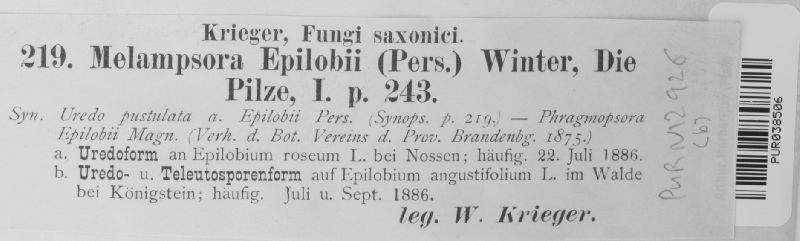 Krieger, Fungi saxonici.
219. Melampsora Epilobii (Pers.) Winter, Die
Pilze, I. p. 243.
Syn. Uredo pustulata a. Epilobii Pers. (Synops. p. 219.) — Phragmopsora
Epilobii Magn. (Verh. d. Bot. Vereins d. Prov. Brandenbg. 1875.)
a. Uredoform an Epilobium roseum L. bei Nossen; häufig. 22. Juli 1886.
b. Uredo- u. Teleutosporenform auf Epilobium angustifolium L. im Walde
bei Königstein; häufig. Juli u. Sept. 1886.
leg. W. Krieger.
PUR N12926
(b)
PUR038506